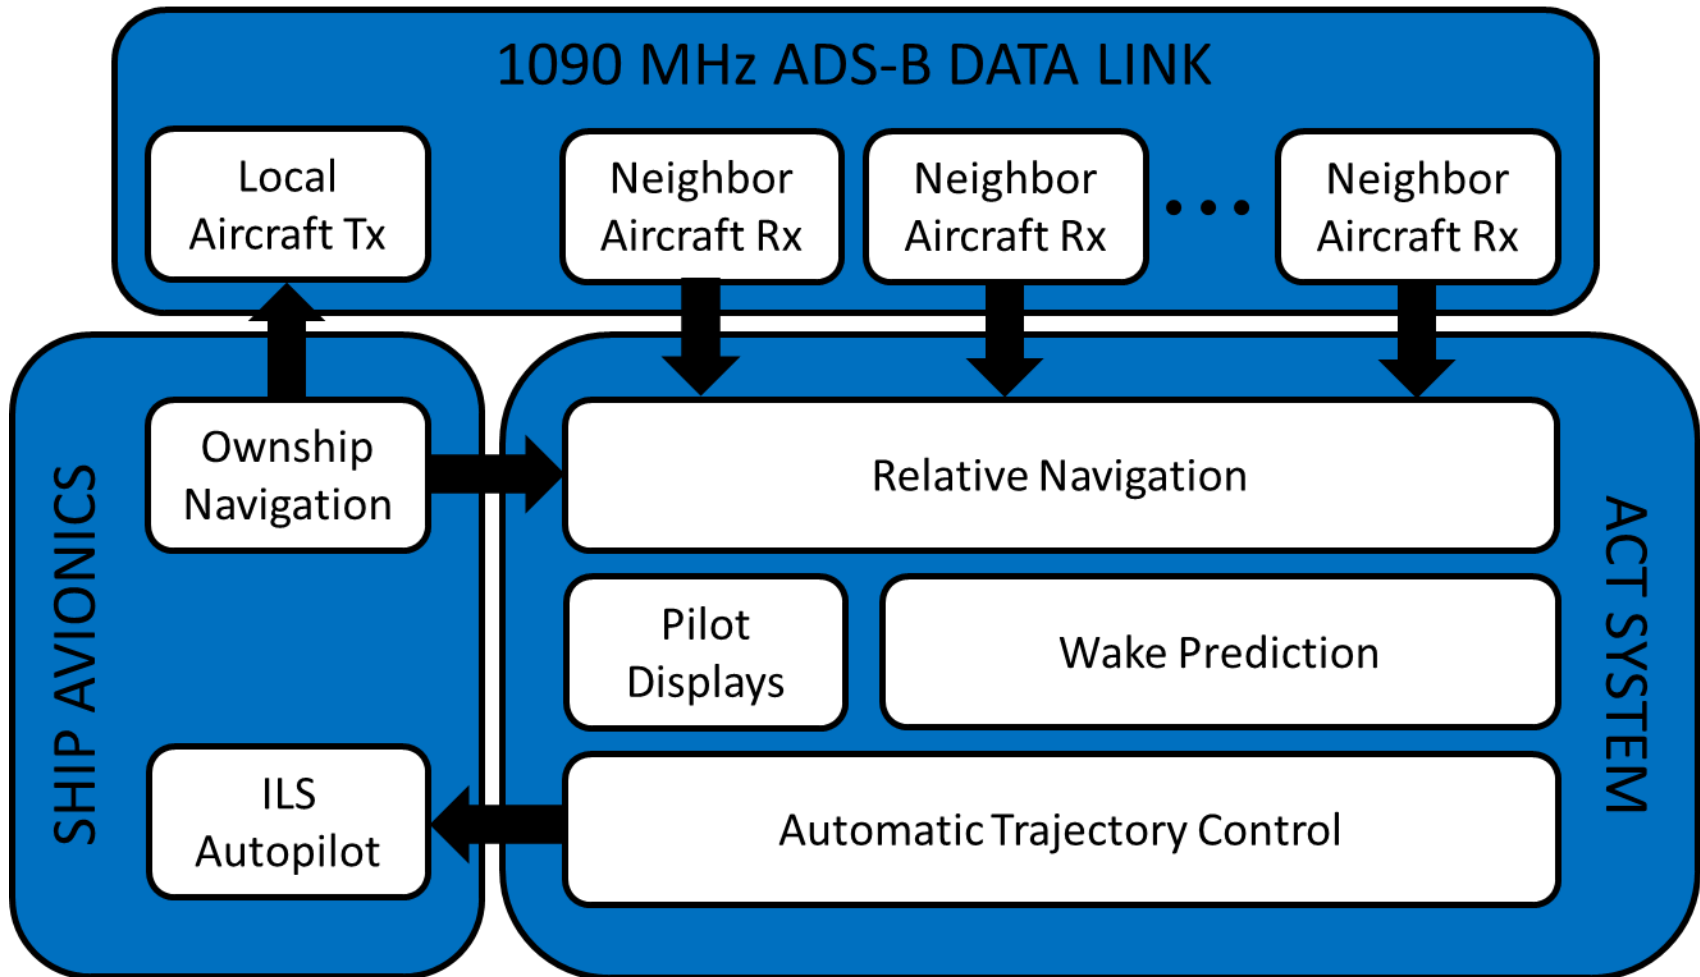 1090 MHz ADS-B DATA LINK
Local
Aircraft Tx
Neighbor
Aircraft Rx
Neighbor
Aircraft Rx
Neighbor
Aircraft Rx
SHIP AVIONICS
Ownship
Navigation
ILS
Autopilot
Relative Navigation
Pilot
Displays
Wake Prediction
Automatic Trajectory Control
ACT SYSTEM